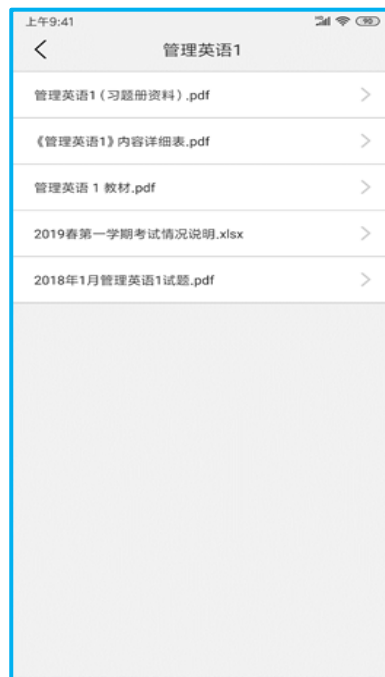 上午9:41
90
管理英语1
管理英语1（习题册资料）.pdf
《管理英语1》内容详细表.pdf
管理英语 1 教材.pdf
2019春第一学期考试情况说明.xlsx
2018年1月管理英语1试题.pdf